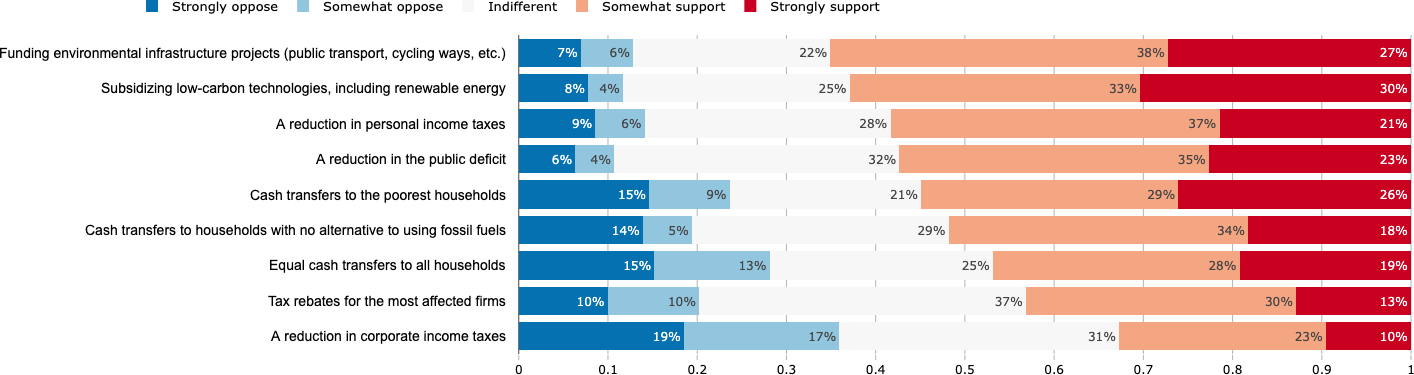 Strongly oppose Somewhat oppose Indifferent Somewhat support Strongly support
Funding environmental infrastructure projects (public transport, cycling ways, etc.) 7% 6% 22% 38% 27%
Subsidizing low-carbon technologies, including renewable energy 8% 4% 25% 33% 30%
A reduction in personal income taxes 9% 6% 28% 37% 21%
A reduction in the public deficit 6% 4% 32% 35% 23%
Cash transfers to the poorest households 15% 9% 21% 29% 26%
Cash transfers to households with no alternative to using fossil fuels 14% 5% 29% 34% 18%
Equal cash transfers to all households 15% 13% 25% 28% 19%
Tax rebates for the most affected firms 10% 10% 37% 30% 13%
A reduction in corporate income taxes 19% 17% 31% 23% 10%
0 0.1 0.2 0.3 0.4 0.5 0.6 0.7 0.8 0.9 1